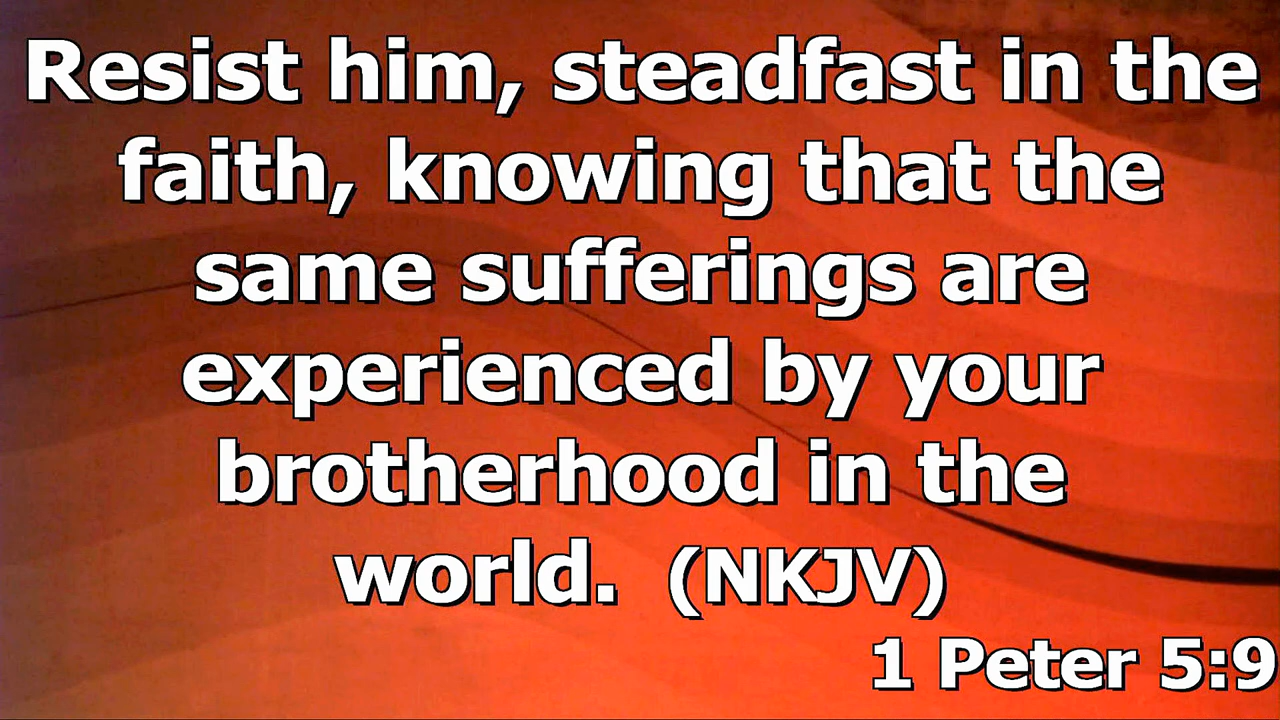 Resist him, steadfast in the
faith, knowing that the
same sufferings are
experienced by your
brotherhood in the
world.  (NKJV)
1 Peter 5:9